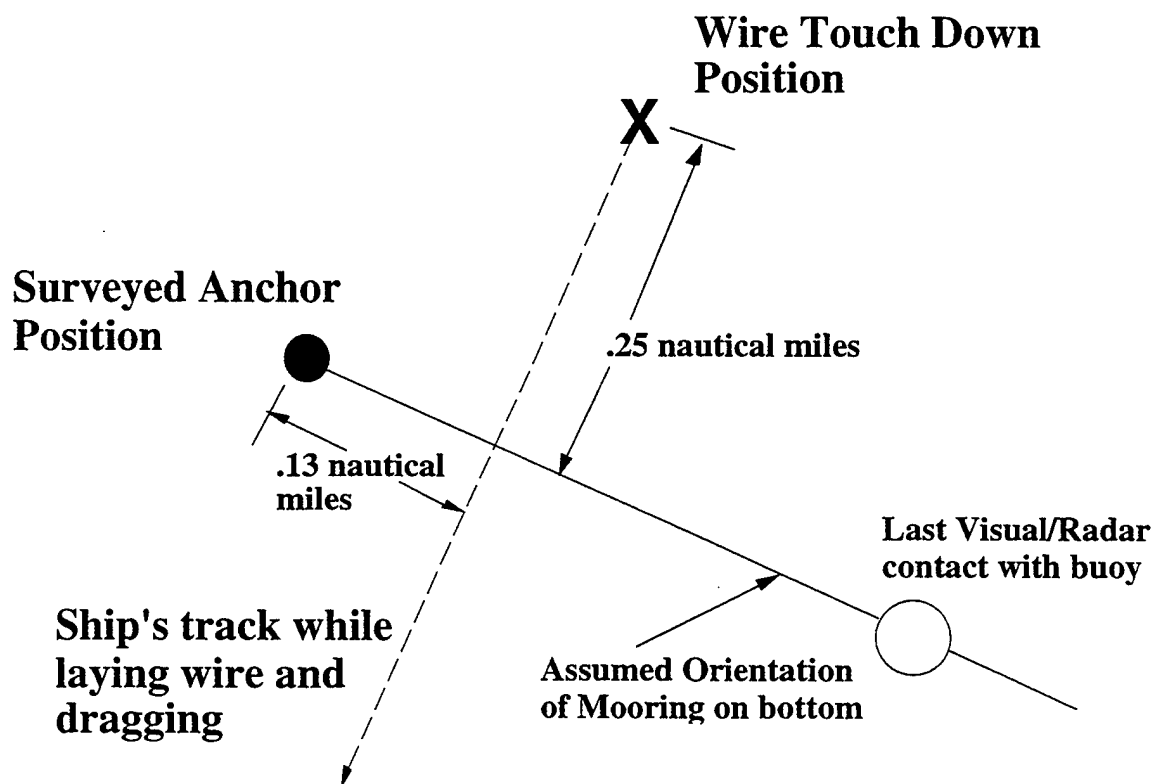 Wire Touch Down
Position
X
Surveyed Anchor
Position
.25 nautical miles
.13 nautical
miles
Last Visual/Radar
contact with buoy
Ship's track while
laying wire and
dragging
Assumed Orientation
of Mooring on bottom